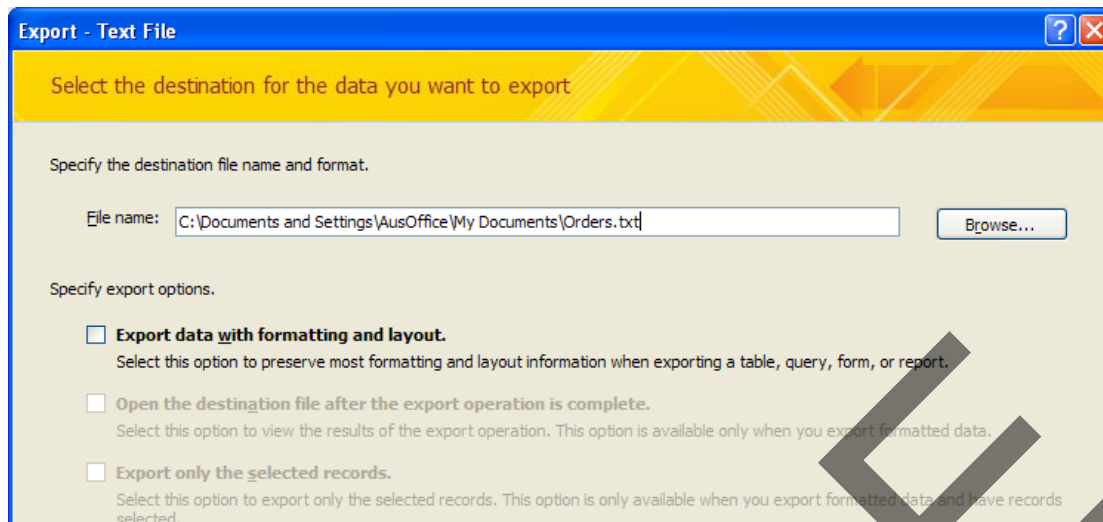 Export - Text File
Select the destination for the data you want to export
Specify the destination file name and format.
File name: C:\Documents and Settings\AusOffice\My Documents\Orders.txt Browse...
Specify export options.
Export data with formatting and layout.
Select this option to preserve most formatting and layout information when exporting a table, query, form, or report.
Open the destination file after the export operation is complete.
Select this option to view the results of the export operation. This option is available only when you export formatted data.
Export only the selected records.
Select this option to export only the selected records. This option is only available when you export formatted data and have records
selected.